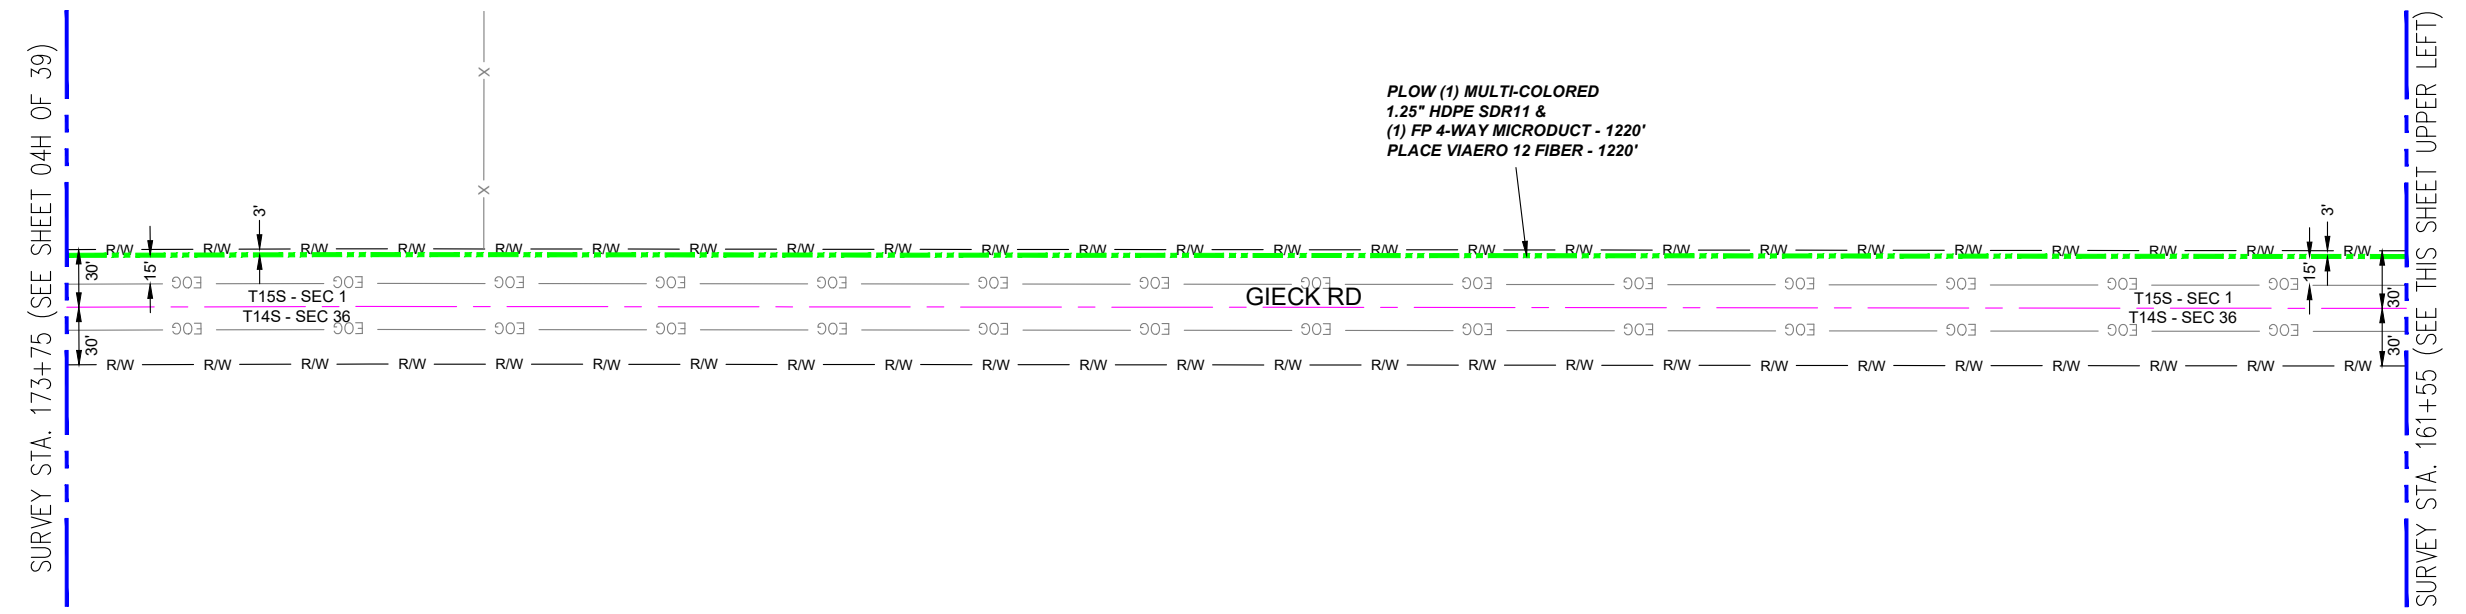 SURVEY STA. 173+75 (SEE SHEET 04H OF 39)
X
X
PLOW (1) MULTI-COLORED
1.25" HDPE SDR11 &
(1) FP 4-WAY MICRODUCT - 1220'
PLACE VIAERO 12 FIBER - 1220'
3' 3'
R/W R/W R/W R/W R/W R/W R/W R/W R/W R/W R/W R/W R/W R/W R/W R/W R/W R/W R/W R/W R/W R/W R/W R/W
30' 15' 15' 30'
EOG EOG EOG EOG EOG EOG EOG EOG EOG EOG EOG EOG EOG EOG
T15S - SEC 1 GIECK RD T15S - SEC 1
T14S - SEC 36 T14S - SEC 36
EOG EOG EOG EOG EOG EOG EOG EOG EOG EOG EOG EOG EOG EOG
30' 30'
R/W R/W R/W R/W R/W R/W R/W R/W R/W R/W R/W R/W R/W R/W R/W R/W R/W R/W R/W R/W R/W R/W R/W R/W
SURVEY STA. 161+55 (SEE THIS SHEET UPPER LEFT)